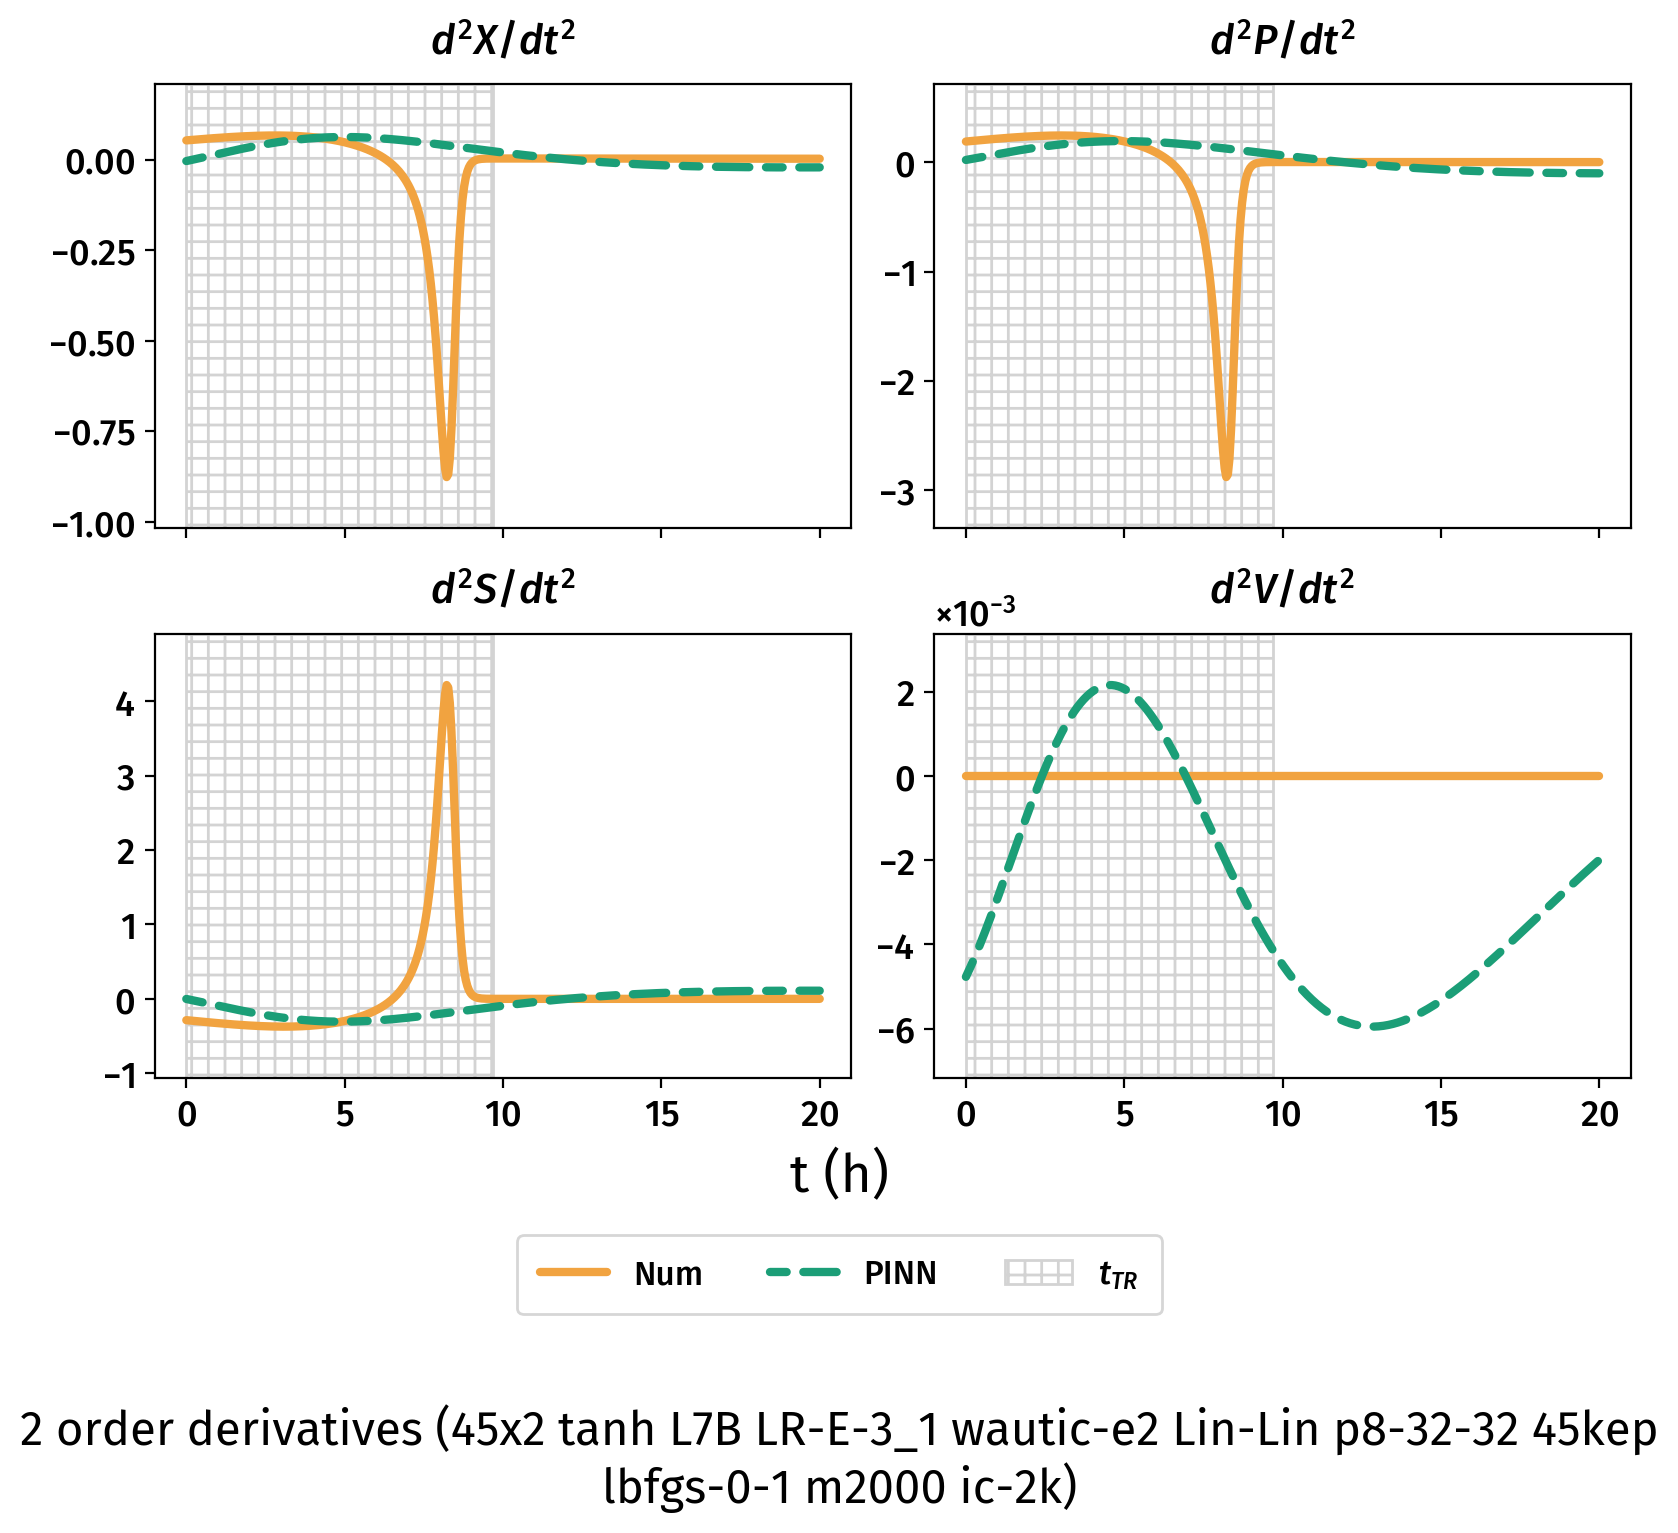 d²X/dt²
d²P/dt²
0.00
−0.25
−0.50
−0.75
−1.00
0
−1
−2
−3
d²S/dt²
d²V/dt²
×10⁻³
4
3
2
1
0
−1
2
0
−2
−4
−6
0 5 10 15 20
0 5 10 15 20
t (h)
Num PINN t_TR
2 order derivatives (45x2 tanh L7B LR-E-3_1 wautic-e2 Lin-Lin p8-32-32 45kep
lbfgs-0-1 m2000 ic-2k)